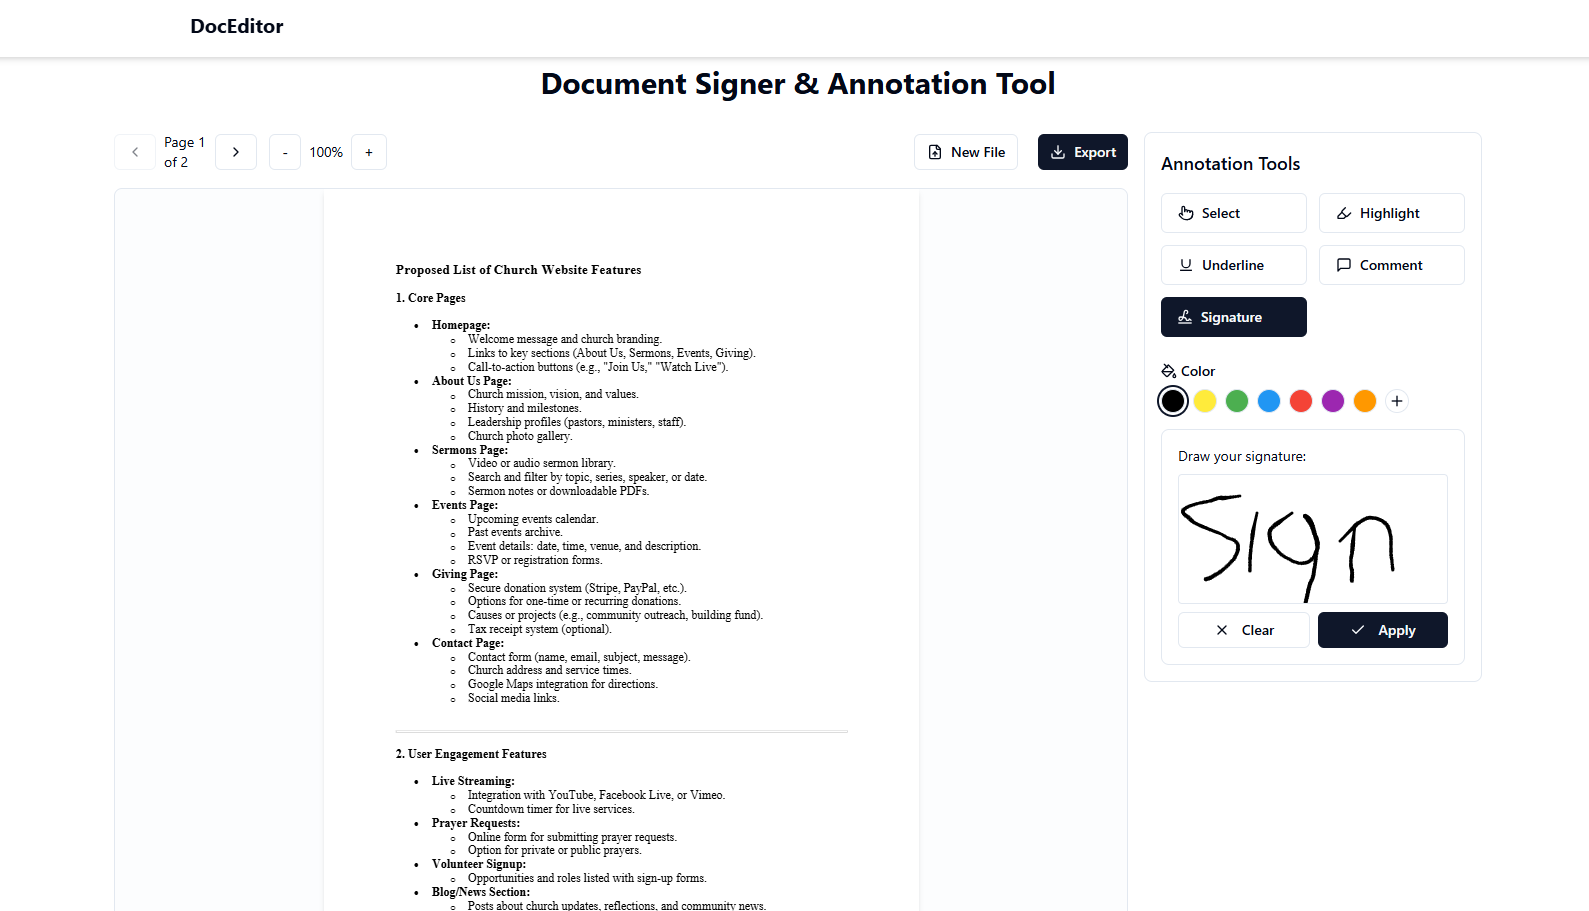 DocEditor
Document Signer & Annotation Tool
Page 1
of 2
- 100% +
New File
Export
Proposed List of Church Website Features
1. Core Pages
• Homepage:
o Welcome message and church branding.
o Links to key sections (About Us, Sermons, Events, Giving).
o Call-to-action buttons (e.g., "Join Us," "Watch Live").
• About Us Page:
o Church mission, vision, and values.
o History and milestones.
o Leadership profiles (pastors, ministers, staff).
o Church photo gallery.
• Sermons Page:
o Video or audio sermon library.
o Search and filter by topic, series, speaker, or date.
o Sermon notes or downloadable PDFs.
• Events Page:
o Upcoming events calendar.
o Past events archive.
o Event details: date, time, venue, and description.
o RSVP or registration forms.
• Giving Page:
o Secure donation system (Stripe, PayPal, etc.).
o Options for one-time or recurring donations.
o Causes or projects (e.g., community outreach, building fund).
o Tax receipt system (optional).
• Contact Page:
o Contact form (name, email, subject, message).
o Church address and service times.
o Google Maps integration for directions.
o Social media links.
2. User Engagement Features
• Live Streaming:
o Integration with YouTube, Facebook Live, or Vimeo.
o Countdown timer for live services.
• Prayer Requests:
o Online form for submitting prayer requests.
o Option for private or public prayers.
• Volunteer Signup:
o Opportunities and roles listed with sign-up forms.
• Blog/News Section:
o Posts about church updates, reflections, and community news.
Annotation Tools
Select
Highlight
Underline
Comment
Signature
Color
Draw your signature:
Sign
Clear
Apply